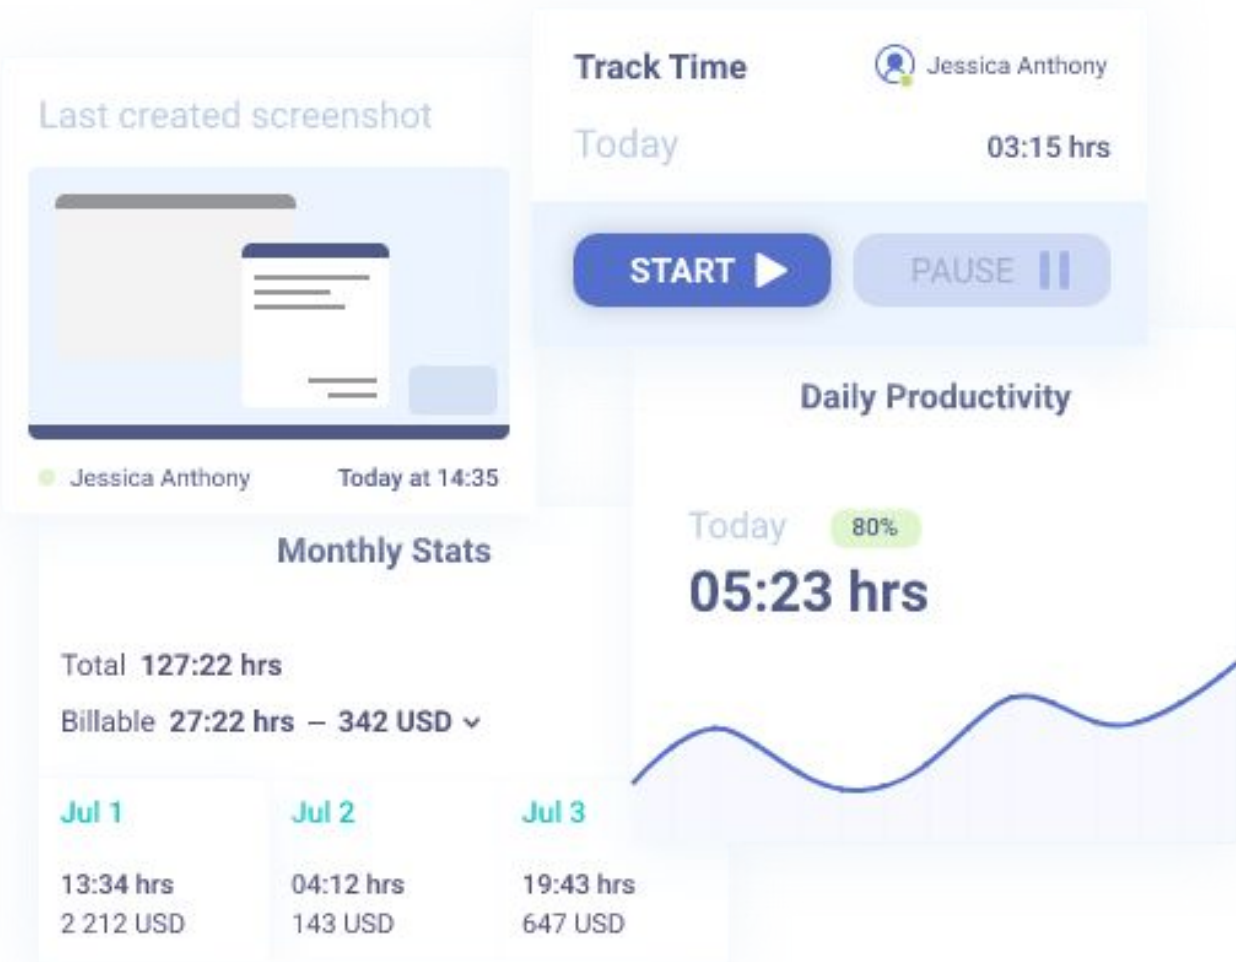 Last created screenshot
Jessica Anthony
Today at 14:35
Track Time
Jessica Anthony
Today
03:15 hrs
START
PAUSE
Daily Productivity
Today
80%
05:23 hrs
Monthly Stats
Total 127:22 hrs
Billable 27:22 hrs – 342 USD
Jul 1
13:34 hrs
2 212 USD
Jul 2
04:12 hrs
143 USD
Jul 3
19:43 hrs
647 USD